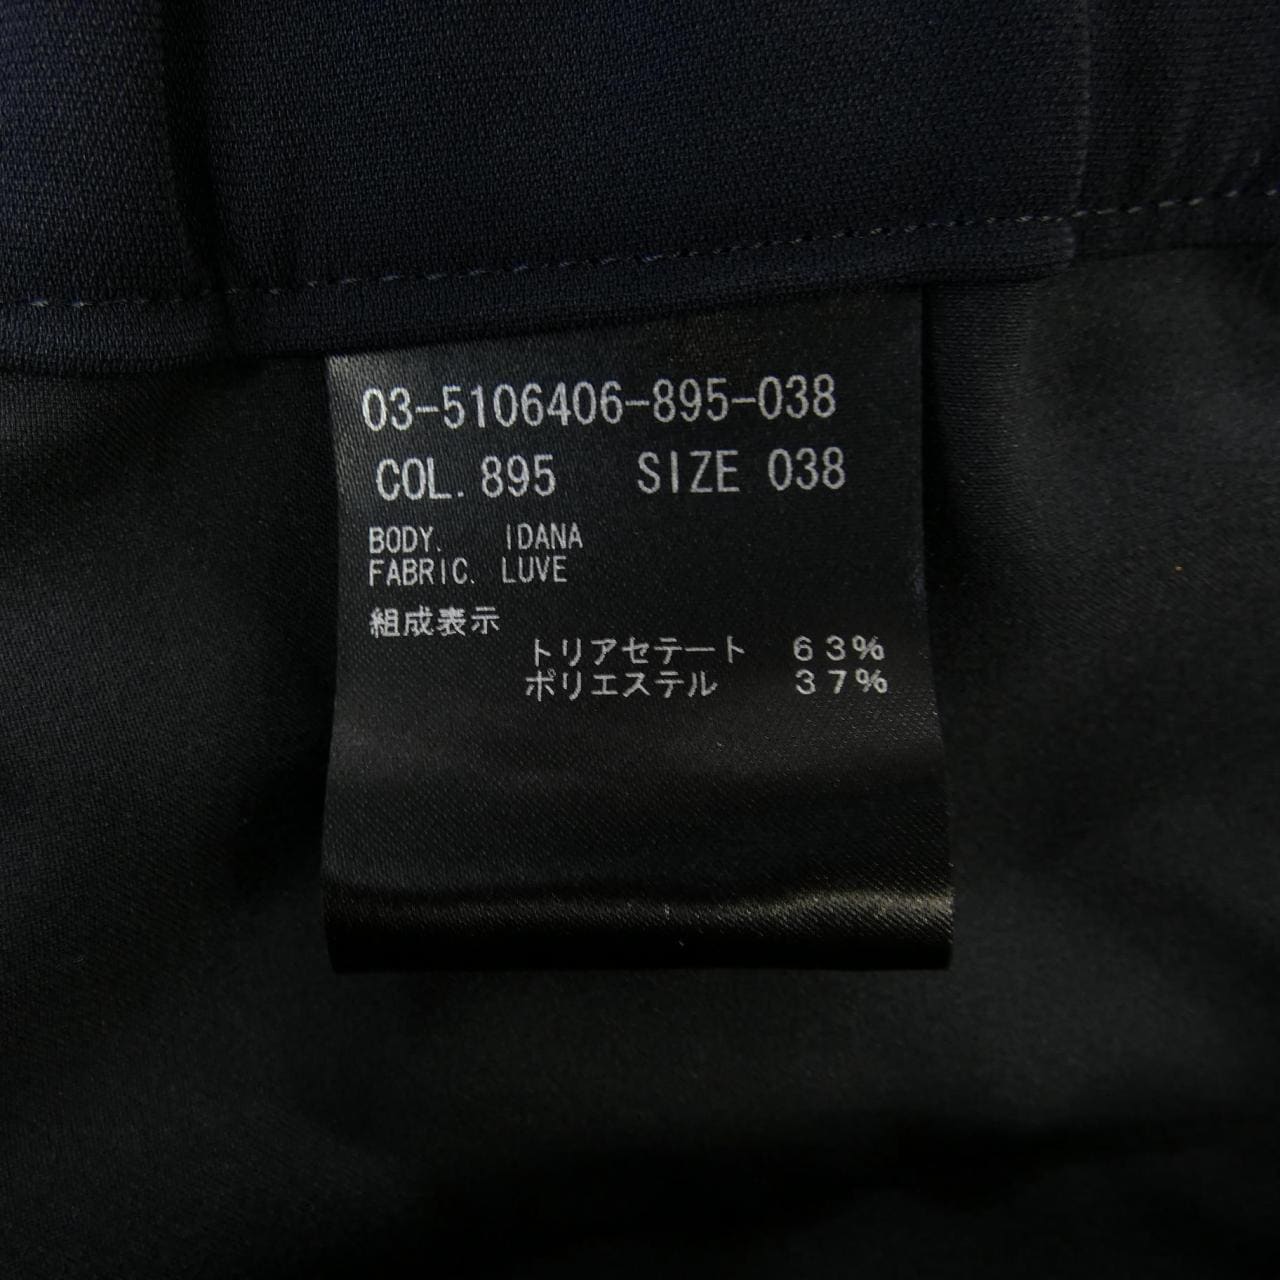 03-5106406-895-038
COL. 895 SIZE 038
BODY. IDANA
FABRIC. LUVE
組成表示
トリアセテート 63%
ポリエステル 37%